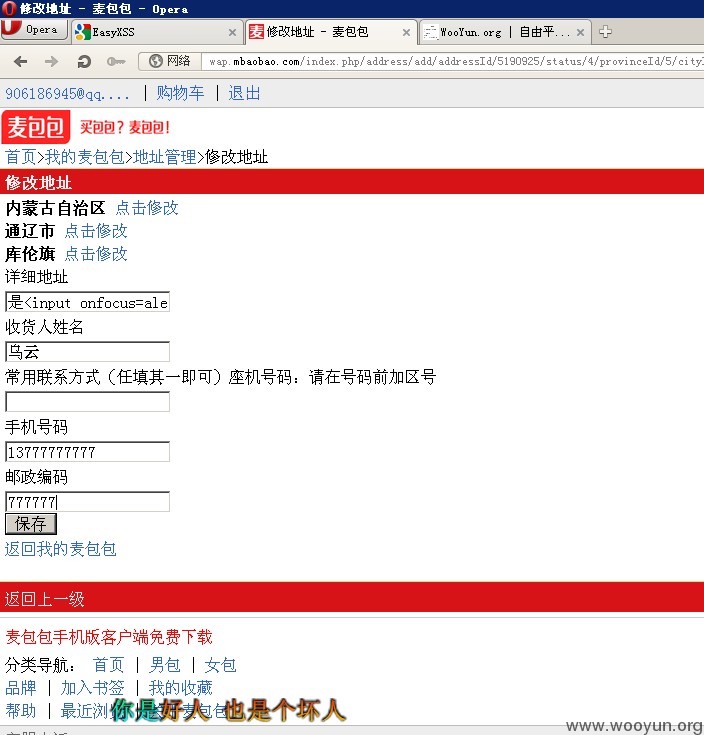 修改地址 - 麦包包 - Opera
Opera
EasyXSS
修改地址 - 麦包包
WooYun.org | 自由平...
网络
wap.mbaobao.com/index.php/address/add/addressId/5190925/status/4/provinceId/5/city
906186945@qq.... | 购物车 | 退出
麦包包 买包包？麦包包！
首页>我的麦包包>地址管理>修改地址
修改地址
内蒙古自治区 点击修改
通辽市 点击修改
库伦旗 点击修改
详细地址
是<input onfocus=ale
收货人姓名
乌云
常用联系方式（任填其一即可）座机号码：请在号码前加区号
手机号码
13777777777
邮政编码
777777
保存
返回我的麦包包
返回上一级
麦包包手机版客户端免费下载
分类导航： 首页 | 男包 | 女包
品牌 | 加入书签 | 我的收藏
帮助 | 最近浏 麦包包
你是好人 也是个坏人
www.wooyun.org